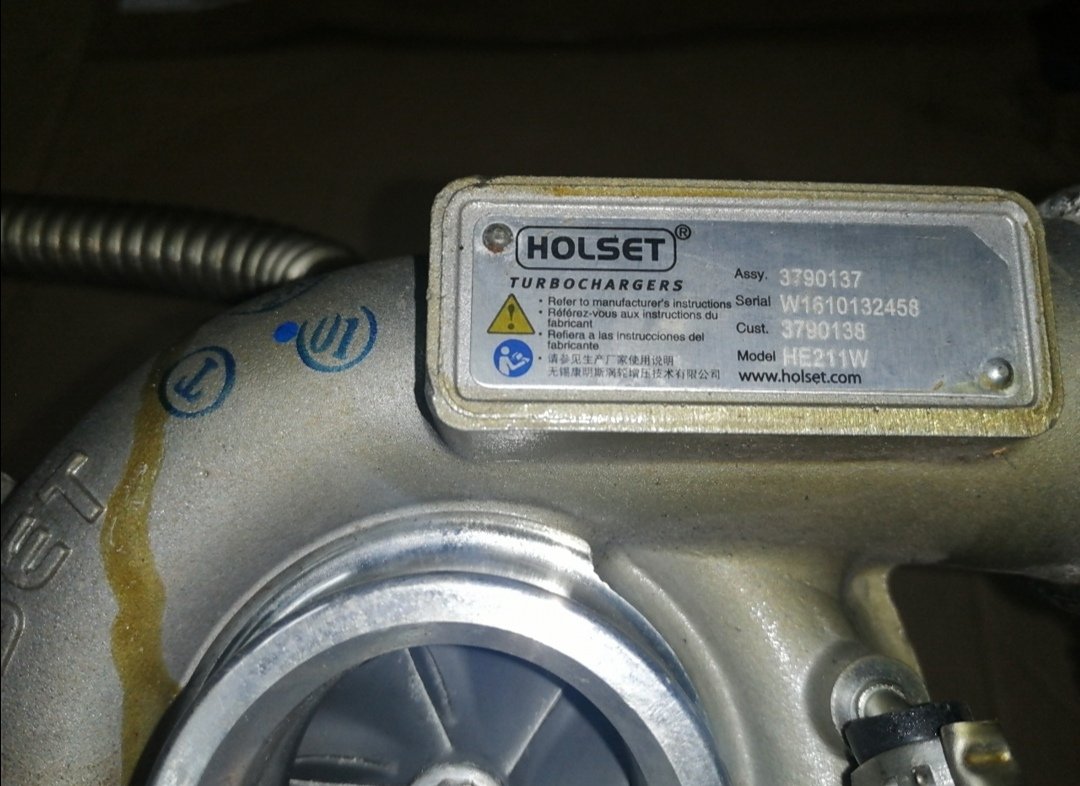 HOLSET®
TURBOCHARGERS
• Refer to manufacturer's instructions
• Référez-vous aux instructions du
fabricant
• Refiera a las instrucciones del
fabricante
• 请参见生产厂家使用说明
无锡康明斯涡轮增压技术有限公司
Assy. 3790137
Serial W1610132458
Cust. 3790138
Model HE211W
www.holset.com
10
T
SET